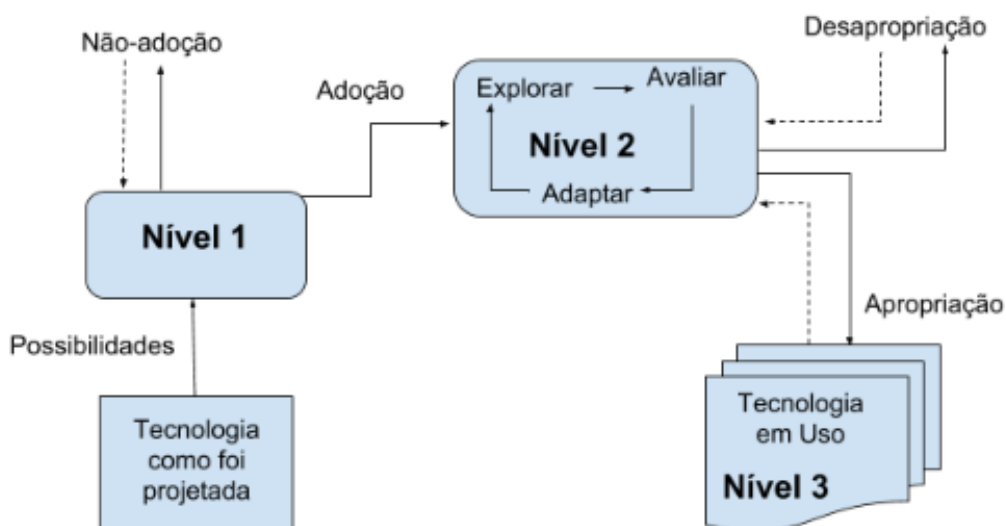 Não-adoção
Desapropriação
Adoção
Explorar
Avaliar
Nível 2
Adaptar
Nível 1
Possibilidades
Apropriação
Tecnologia
como foi
projetada
Tecnologia
em Uso
Nível 3